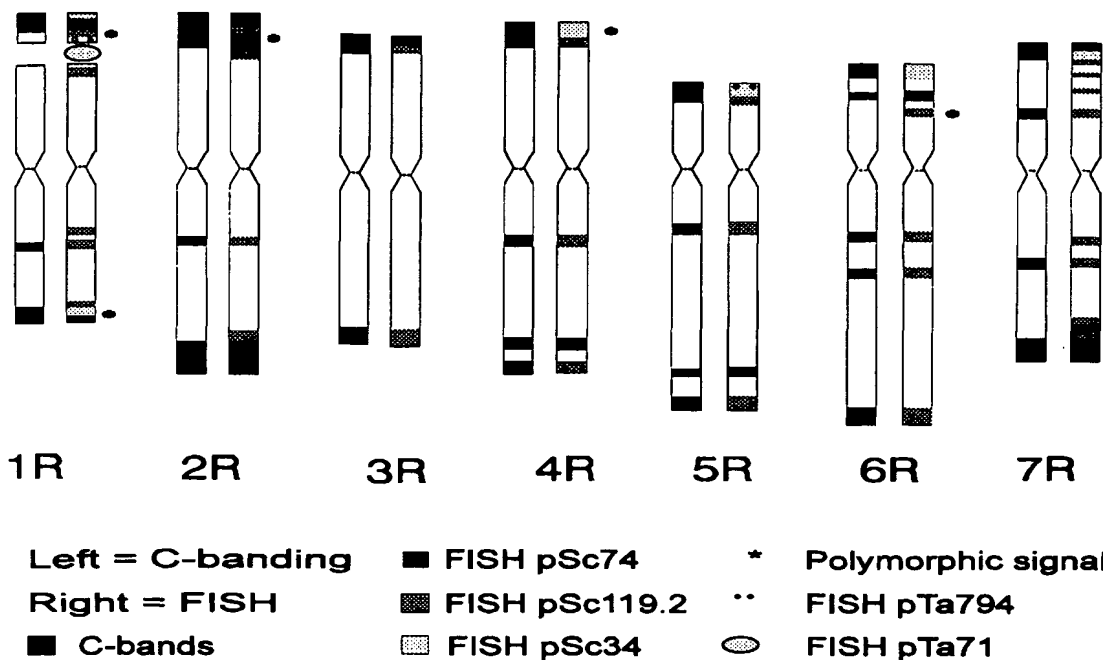 1R 2R 3R 4R 5R 6R 7R
Left = C-banding
Right = FISH
C-bands
FISH pSc74
FISH pSc119.2
FISH pSc34
* Polymorphic signal
FISH pTa794
FISH pTa71